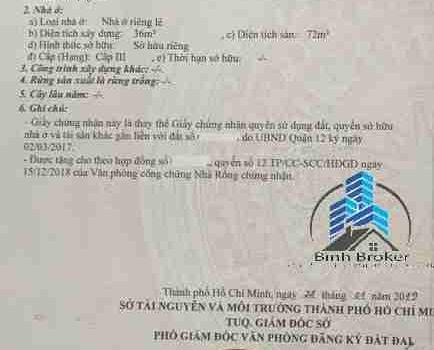 2. Nhà ở:
a) Loại nhà ở: Nhà ở riêng lẻ
b) Diện tích xây dựng: 36m² , c) Diện tích sàn: 72m²
d) Hình thức sở hữu: Sở hữu riêng
đ) Cấp (Hạng): Cấp III , e) Thời hạn sở hữu: -/-
3. Công trình xây dựng khác: -/-
4. Rừng sản xuất là rừng trồng: -/-
5. Cây lâu năm: -/-
6. Ghi chú:
- Giấy chứng nhận này là thay thế Giấy chứng nhận quyền sử dụng đất, quyền sở hữu
nhà ở và tài sản khác gắn liền với đất số , do UBND Quận 12 ký ngày
02/03/2017.
- Được tặng cho theo hợp đồng số , quyển số 12 TP/CC-SCC/HĐGD ngày
15/12/2018 của Văn phòng công chứng Nhà Rồng chứng nhận.
Binh Broker
Thành phố Hồ Chí Minh, ngày tháng 01 năm 2019
SỞ TÀI NGUYÊN VÀ MÔI TRƯỜNG THÀNH PHỐ HỒ CHÍ MI
TUQ. GIÁM ĐỐC SỞ
PHÓ GIÁM ĐỐC VĂN PHÒNG ĐĂNG KÝ ĐẤT ĐAI